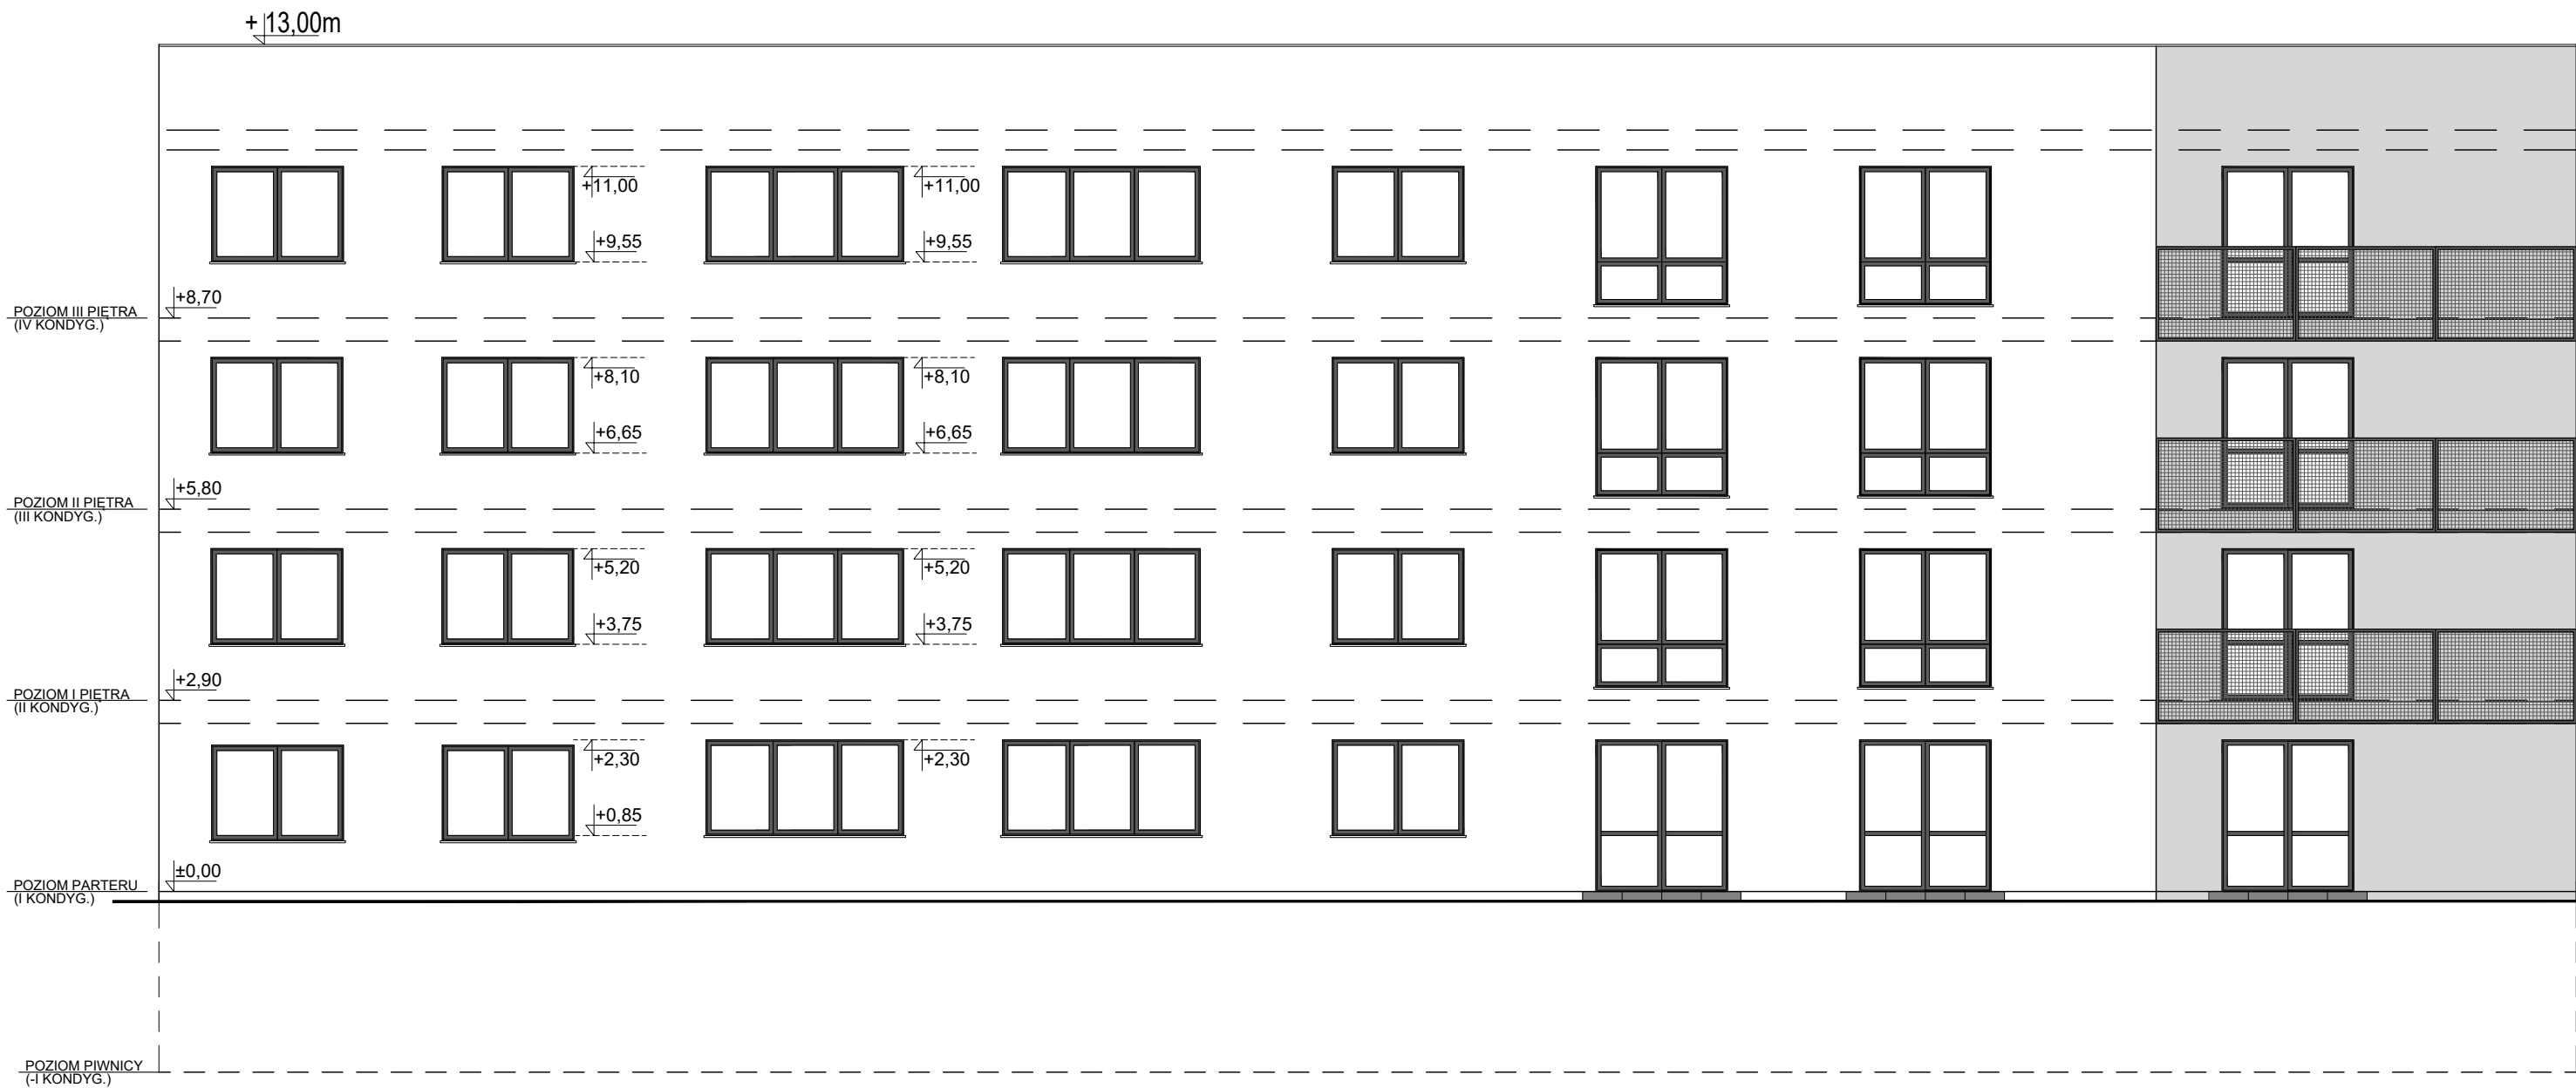 + 13,00m
+11,00
+11,00
+9,55
+9,55
+8,70
POZIOM III PIĘTRA
(IV KONDYG.)
+8,10
+8,10
+6,65
+6,65
+5,80
POZIOM II PIĘTRA
(III KONDYG.)
+5,20
+5,20
+3,75
+3,75
+2,90
POZIOM I PIĘTRA
(II KONDYG.)
+2,30
+2,30
+0,85
±0,00
POZIOM PARTERU
(I KONDYG.)
POZIOM PIWNICY
(-I KONDYG.)